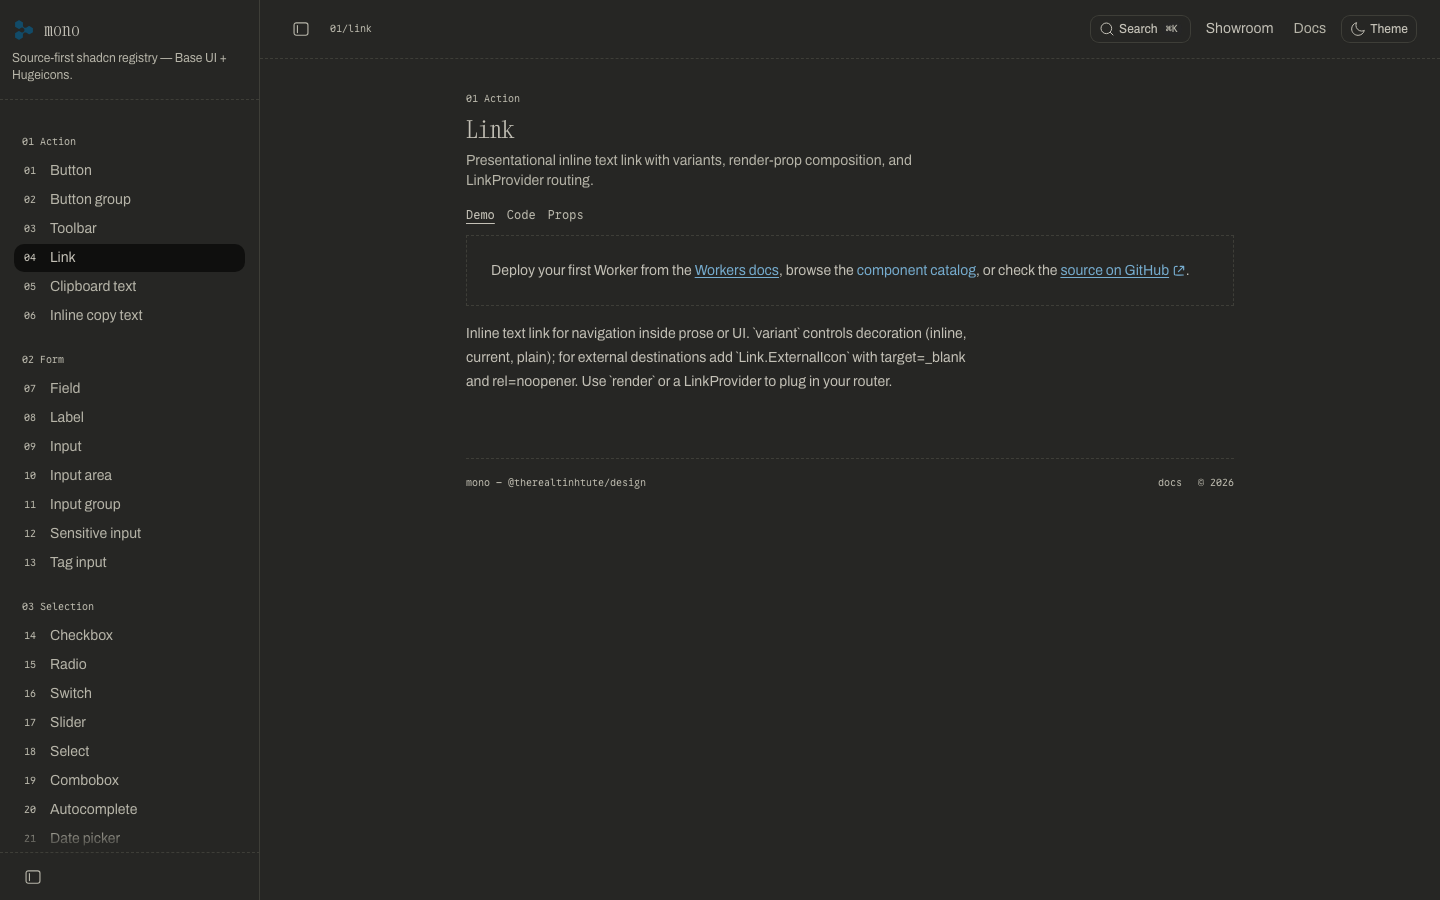 mono
Source-first shadcn registry — Base UI +
Hugeicons.
01 Action
01 Button
02 Button group
03 Toolbar
04 Link
05 Clipboard text
06 Inline copy text
02 Form
07 Field
08 Label
09 Input
10 Input area
11 Input group
12 Sensitive input
13 Tag input
03 Selection
14 Checkbox
15 Radio
16 Switch
17 Slider
18 Select
19 Combobox
20 Autocomplete
21 Date picker
01/link
Search ⌘K
Showroom
Docs
Theme
01 Action
Link
Presentational inline text link with variants, render-prop composition, and
LinkProvider routing.
Demo Code Props
Deploy your first Worker from the Workers docs, browse the component catalog, or check the source on GitHub.
Inline text link for navigation inside prose or UI. `variant` controls decoration (inline,
current, plain); for external destinations add `Link.ExternalIcon` with target=_blank
and rel=noopener. Use `render` or a LinkProvider to plug in your router.
mono — @therealtinhtute/design
docs © 2026